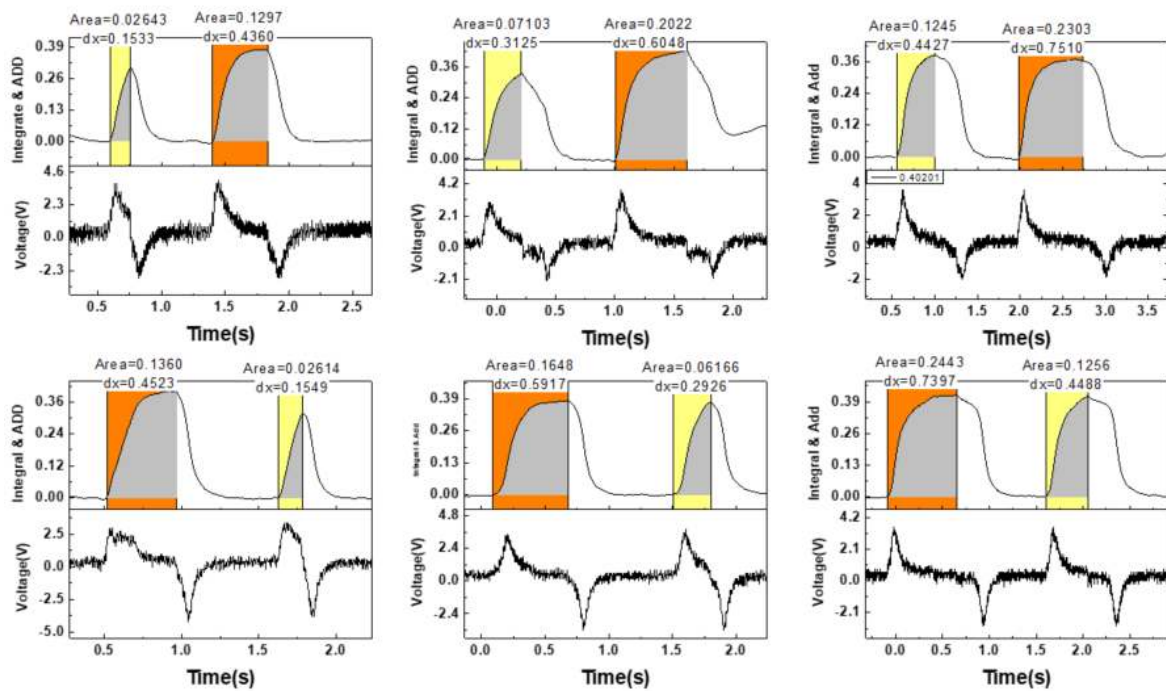 Area=0.02643 Area=0.1297
dx=0.1533 dx=0.4360
0.39
0.26
0.13
0.00
Integrate & ADD
4.6
2.3
0.0
-2.3
Voltage(V)
0.5 1.0 1.5 2.0 2.5
Time(s)
Area=0.07103 Area=0.2022
dx=0.3125 dx=0.6048
0.36
0.24
0.12
0.00
Integral & ADD
4.2
2.1
0.0
-2.1
Voltage(V)
0.0 0.5 1.0 1.5 2.0
Time(s)
Area=0.1245 Area=0.2303
dx=0.4427 dx=0.7510
0.36
0.24
0.12
0.00
Intergral & Add
0.40201
4
2
0
-2
Voltage(V)
0.5 1.0 1.5 2.0 2.5 3.0 3.5
Time(s)
Area=0.1360 Area=0.02614
dx=0.4523 dx=0.1549
0.36
0.24
0.12
0.00
Integral & ADD
2.5
0.0
-2.5
-5.0
Voltage(V)
0.5 1.0 1.5 2.0
Time(s)
Area=0.1648 Area=0.06166
dx=0.5917 dx=0.2926
0.39
0.26
0.13
0.00
Integral & Add
4.8
2.4
0.0
-2.4
Voltage(V)
0.0 0.5 1.0 1.5 2.0
Time(s)
Area=0.2443 Area=0.1256
dx=0.7397 dx=0.4488
0.39
0.26
0.13
0.00
Integral & Add
4.2
2.1
0.0
-2.1
Voltage(V)
0.0 0.5 1.0 1.5 2.0 2.5
Time(s)